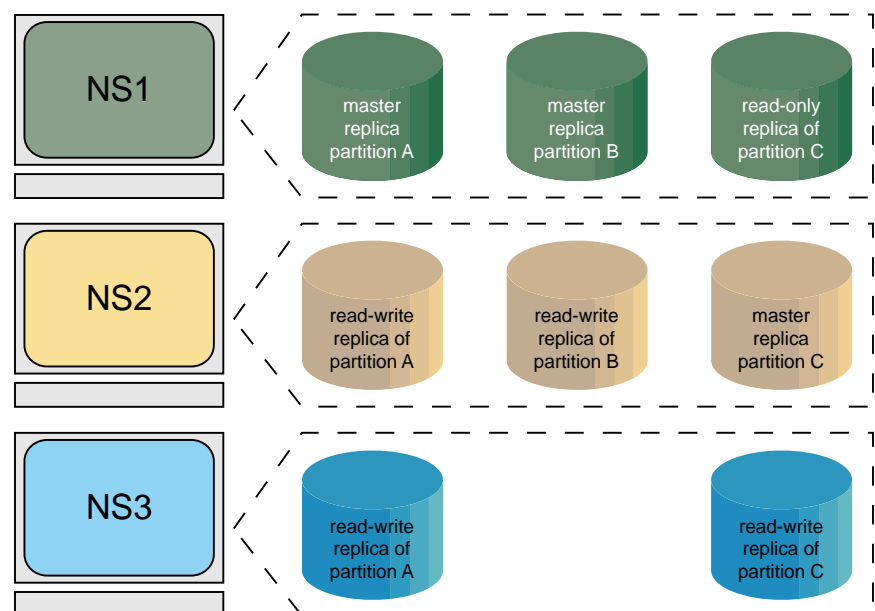 NS1
master
replica
partition A
master
replica
partition B
read-only
replica of
partition C
NS2
read-write
replica of
partition A
read-write
replica of
partition B
master
replica
partition C
NS3
read-write
replica of
partition A
read-write
replica of
partition C